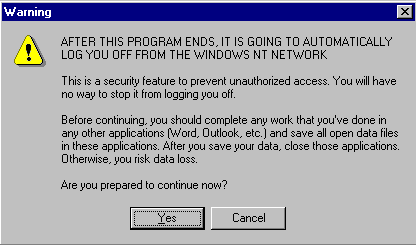 Warning
AFTER THIS PROGRAM ENDS, IT IS GOING TO AUTOMATICALLY
LOG YOU OFF FROM THE WINDOWS NT NETWORK
This is a security feature to prevent unauthorized access. You will have
no way to stop it from logging you off.
Before continuing, you should complete any work that you've done in
any other applications (Word, Outlook, etc.) and save all open data files
in these applications. After you save your data, close those applications.
Otherwise, you risk data loss.
Are you prepared to continue now?
Yes Cancel